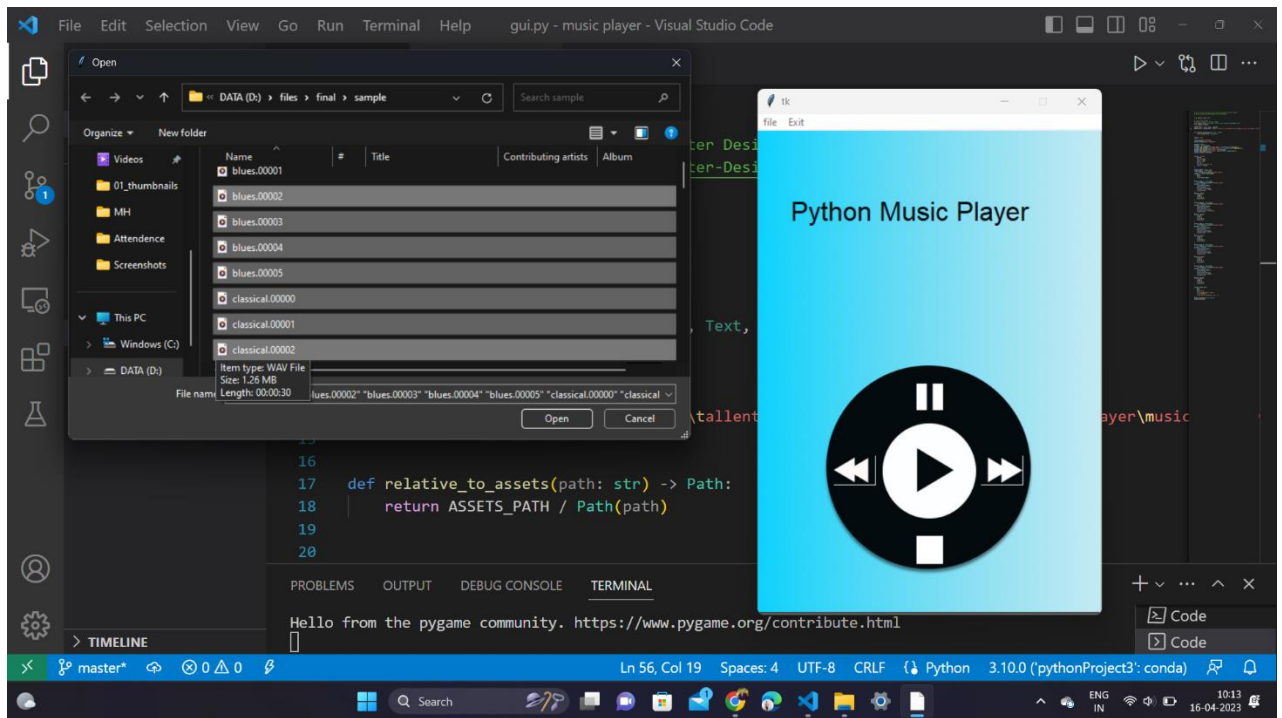 File Edit Selection View Go Run Terminal Help gui.py - music player - Visual Studio Code
Open
« DATA (D:) › files › final › sample
Search sample
Organize New folder
Name # Title Contributing artists Album
Videos
01_thumbnails
MH
Attendence
Screenshots
This PC
Windows (C:)
DATA (D:)
blues.00001
blues.00002
blues.00003
blues.00004
blues.00005
classical.00000
classical.00001
classical.00002
Item type: WAV File
Size: 1.26 MB
Length: 00:00:30
File name
lues.00002" "blues.00003" "blues.00004" "blues.00005" "classical.00000" "classical
Open Cancel
ter Desi
ter-Desi
, Text,
\tallent
ayer\music
tk
file Exit
Python Music Player
15
16
17 def relative_to_assets(path: str) -> Path:
18 return ASSETS_PATH / Path(path)
19
20
PROBLEMS OUTPUT DEBUG CONSOLE TERMINAL
Hello from the pygame community. https://www.pygame.org/contribute.html
Code
Code
1
TIMELINE
master* 0 0 Ln 56, Col 19 Spaces: 4 UTF-8 CRLF Python 3.10.0 ('pythonProject3': conda)
Search
ENG
IN
10:13
16-04-2023